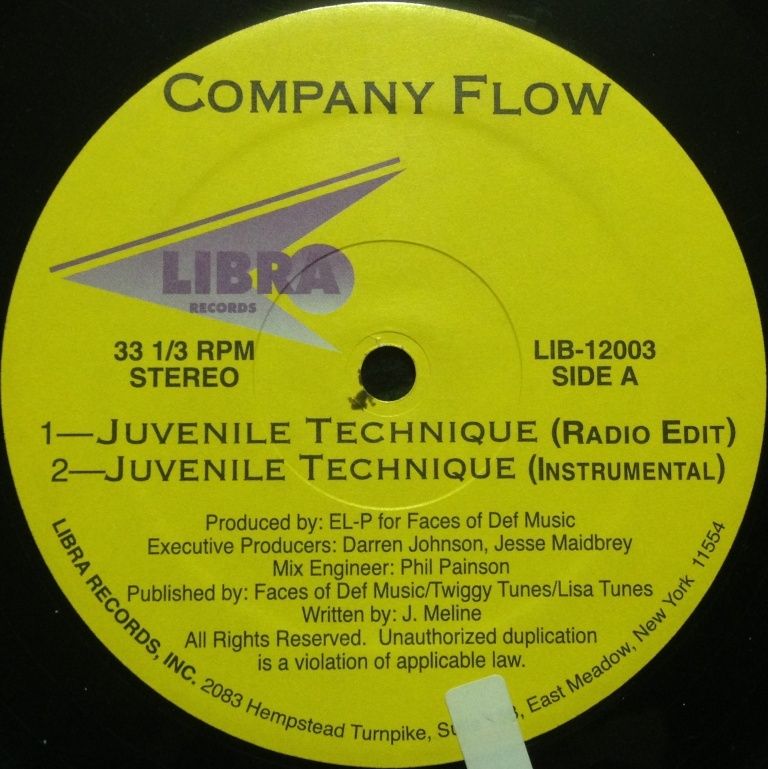 COMPANY FLOW
LIBRA
RECORDS
33 1/3 RPM
STEREO
LIB-12003
SIDE A
1—JUVENILE TECHNIQUE (RADIO EDIT)
2—JUVENILE TECHNIQUE (INSTRUMENTAL)
Produced by: EL-P for Faces of Def Music
Executive Producers: Darren Johnson, Jesse Maidbrey
Mix Engineer: Phil Painson
Published by: Faces of Def Music/Twiggy Tunes/Lisa Tunes
Written by: J. Meline
All Rights Reserved. Unauthorized duplication
is a violation of applicable law.
LIBRA RECORDS, INC. 2083 Hempstead Turnpike, East Meadow, New York 11554